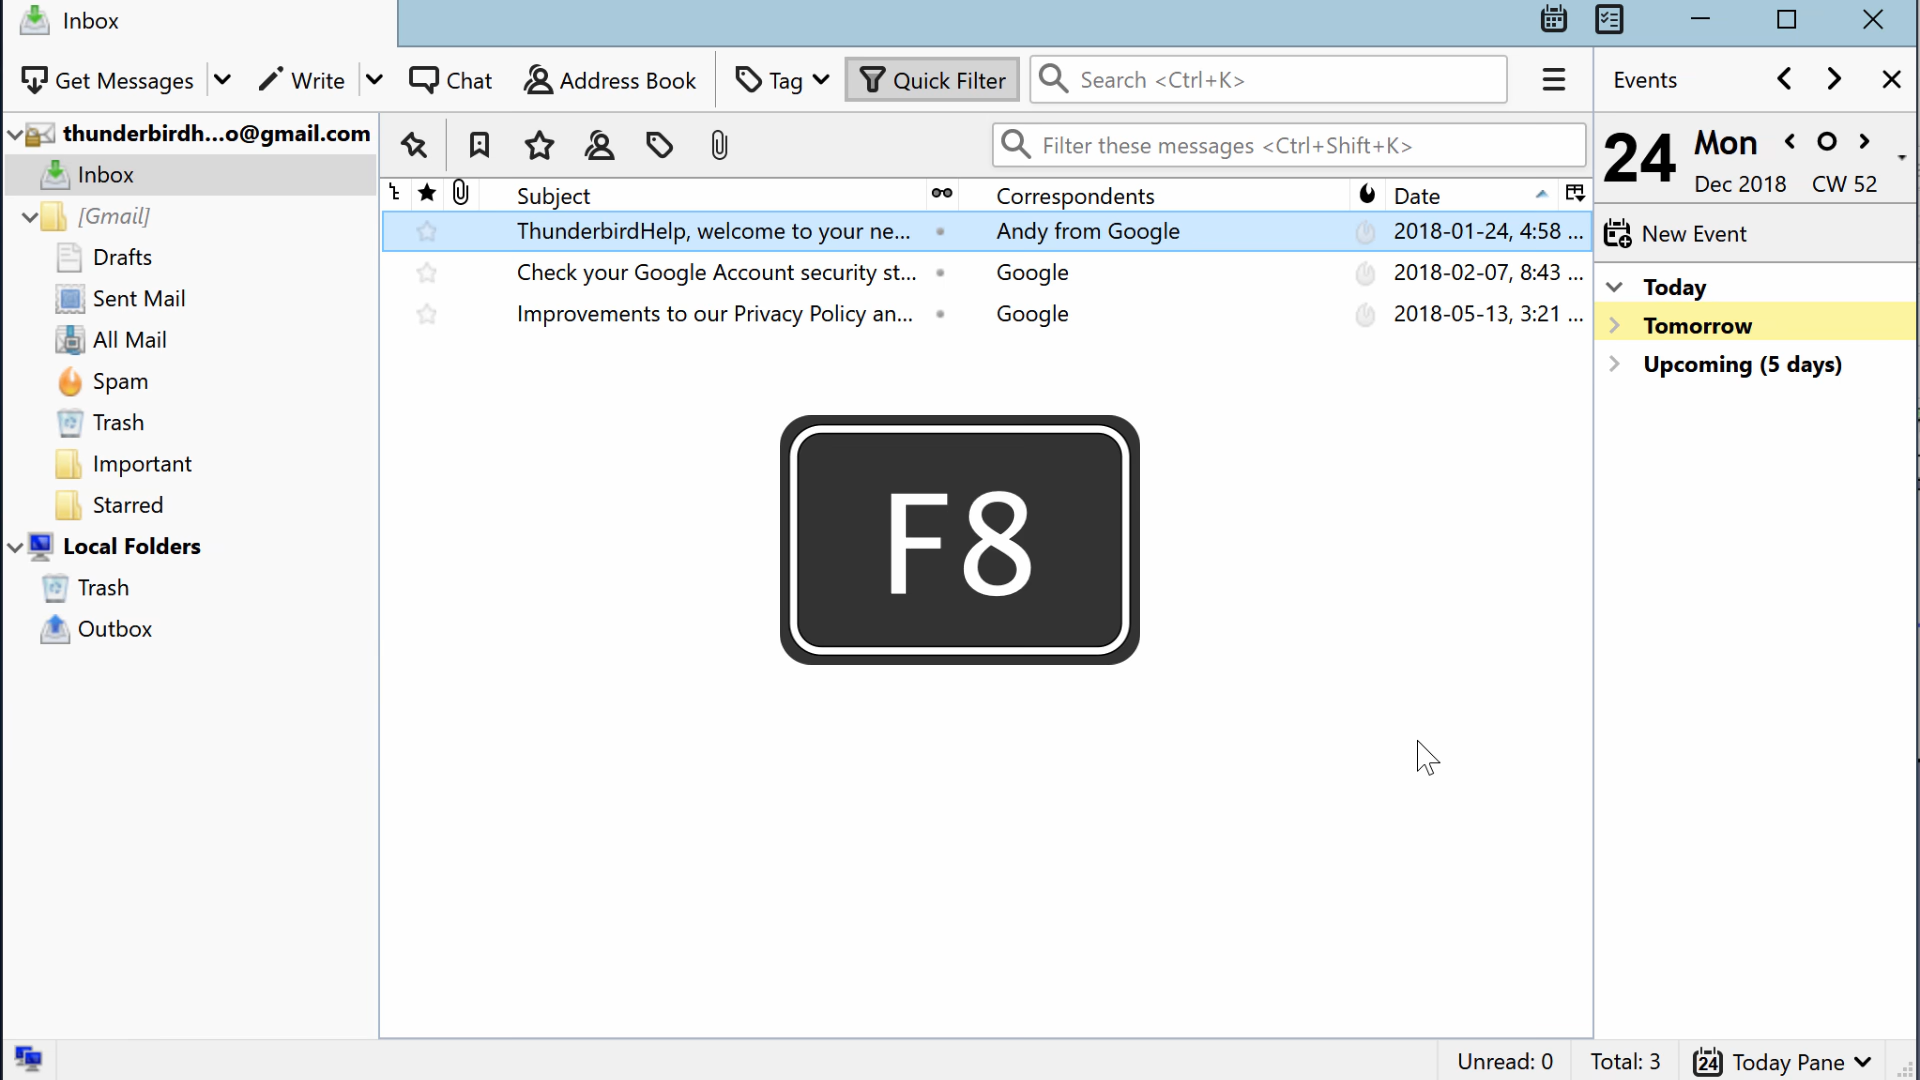 Inbox
Get Messages
Write
Chat
Address Book
Tag
Quick Filter
Search <Ctrl+K>
Events
thunderbirdh...o@gmail.com
Inbox
[Gmail]
Drafts
Sent Mail
All Mail
Spam
Trash
Important
Starred
Local Folders
Trash
Outbox
Filter these messages <Ctrl+Shift+K>
Subject Correspondents Date
ThunderbirdHelp, welcome to your ne... Andy from Google 2018-01-24, 4:58 ...
Check your Google Account security st... Google 2018-02-07, 8:43 ...
Improvements to our Privacy Policy an... Google 2018-05-13, 3:21 ...
F8
24 Mon
Dec 2018 CW 52
New Event
Today
Tomorrow
Upcoming (5 days)
Unread: 0
Total: 3
24 Today Pane